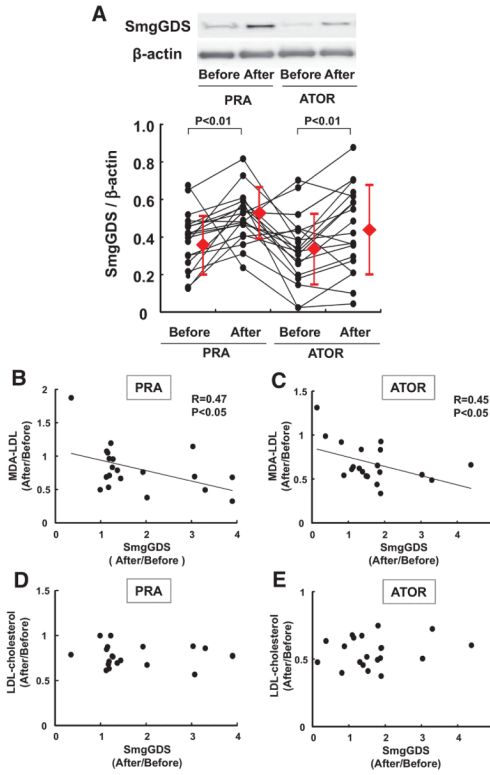 A
SmgGDS
β-actin
Before After Before After
PRA ATOR
P<0.01 P<0.01
SmgGDS / β-actin
1.0
0.8
0.6
0.4
0.2
0
Before After Before After
PRA ATOR
B
PRA
R=0.47
P<0.05
MDA-LDL
(After/Before)
2
1.5
1
0.5
0
0 1 2 3 4
SmgGDS
( After/Before )
C
ATOR
R=0.45
P<0.05
MDA-LDL
(After/Before)
1.5
1
0.5
0
0 1 2 3 4
SmgGDS
(After/Before)
D
PRA
LDL-cholesterol
(After/Before)
1.5
1
0.5
0
0 1 2 3 4
SmgGDS
(After/Before)
E
ATOR
LDL-cholesterol
(After/Before)
1
0.5
0
0 1 2 3 4
SmgGDS
(After/Before)